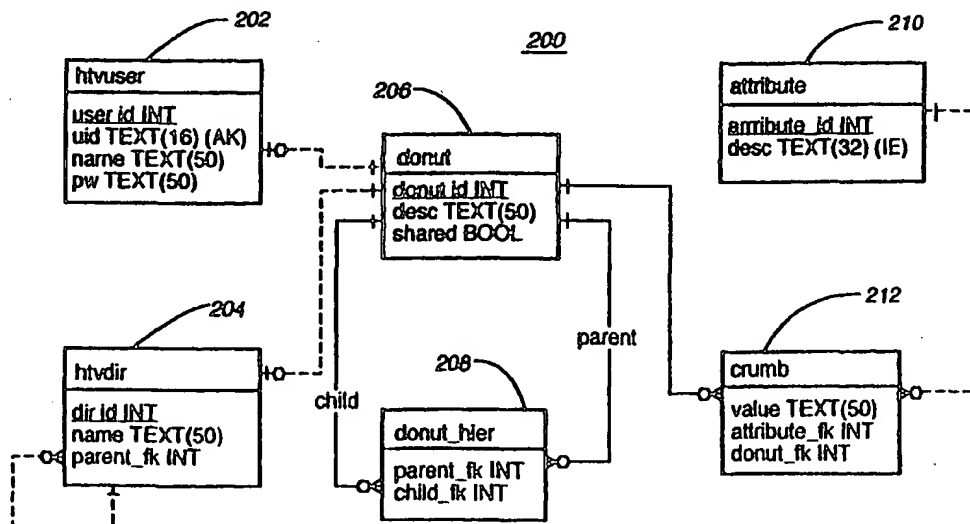 200
202
htvuser
user id INT
uid TEXT(16) (AK)
name TEXT(50)
pw TEXT(50)
206
donut
donut id INT
desc TEXT(50)
shared BOOL
210
attribute
attribute_id INT
desc TEXT(32) (IE)
204
htvdir
dir id INT
name TEXT(50)
parent_fk INT
child
parent
208
donut_hier
parent_fk INT
child_fk INT
212
crumb
value TEXT(50)
attribute_fk INT
donut_fk INT